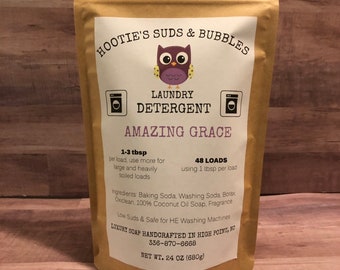 HOOTIE'S SUDS & BUBBLES
LAUNDRY
DETERGENT
AMAZING GRACE
1-3 tbsp
per load, use more for
large and heavily
soiled loads
48 LOADS
using 1 tbsp per load
Ingredients: Baking Soda, Washing Soda, Borax,
Oxiclean, 100% Coconut Oil Soap, Fragrance
Low Suds & Safe for HE Washing Machines
LUXURY SOAP HANDCRAFTED IN HIGH POINT, NC
336-870-6668
NET WT. 24 OZ (680g)